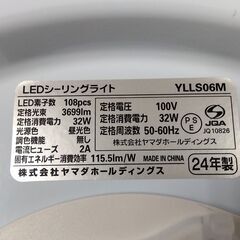 LEDシーリングライト YLLS06M
LED素子数 108pcs
定格光束 3699lm
定格消費電力 32W
光源色 昼光色
調色機能 無し
電流ヒューズ 2A
定格電圧 100V
定格消費電力 32W
定格周波数 50-60Hz
株式会社ヤマダホールディングス
PSE
JQA
JQ10826
固有エネルギー消費効率 115.5lm/W
MADE IN CHINA
株式会社ヤマダホールディングス
24年製